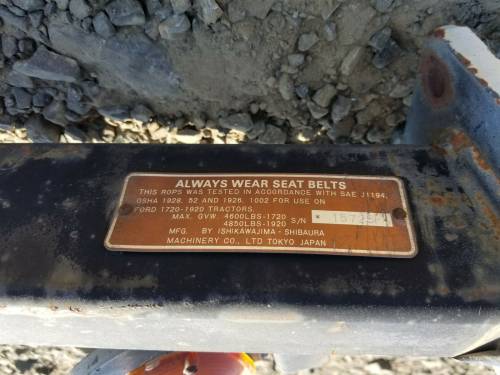 ALWAYS WEAR SEAT BELTS
THIS ROPS WAS TESTED IN ACCORDANCE WITH SAE J1194,
OSHA 1928, 52 AND 1926, 1002 FOR USE ON
FORD 1720-1920 TRACTORS.
MAX. GVW. 4600LBS-1720
4850LBS-1920 S/N
MFG. BY ISHIKAWAJIMA - SHIBAURA
MACHINERY CO., LTD TOKYO JAPAN